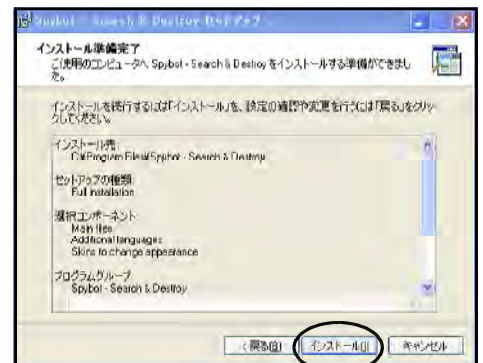 Spybot - Search & Destroy セットアップ
インストール準備完了
ご使用のコンピュータへ Spybot - Search & Destroy をインストールする準備ができまし
た。
インストールを続行するには「インストール」を、設定の確認や変更を行うには「戻る」をクリッ
クしてください。
インストール先:
C:¥Program Files¥Spybot - Search & Destroy
セットアップの種類:
Full installation
選択コンポーネント:
Main files
Additional languages
Skins to change appearance
プログラムグループ:
Spybot - Search & Destroy
< 戻る(B)
インストール(I)
キャンセル